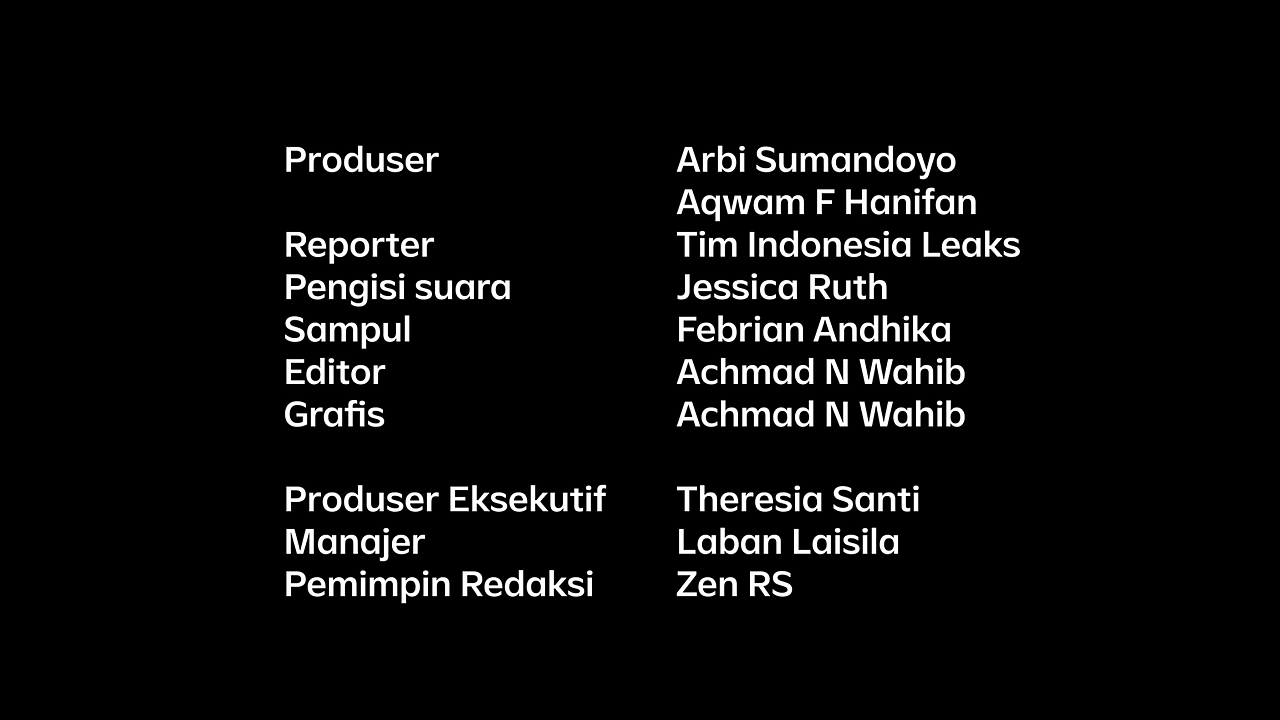 Produser Arbi Sumandoyo
Aqwam F Hanifan
Reporter Tim Indonesia Leaks
Pengisi suara Jessica Ruth
Sampul Febrian Andhika
Editor Achmad N Wahib
Grafis Achmad N Wahib
Produser Eksekutif Theresia Santi
Manajer Laban Laisila
Pemimpin Redaksi Zen RS